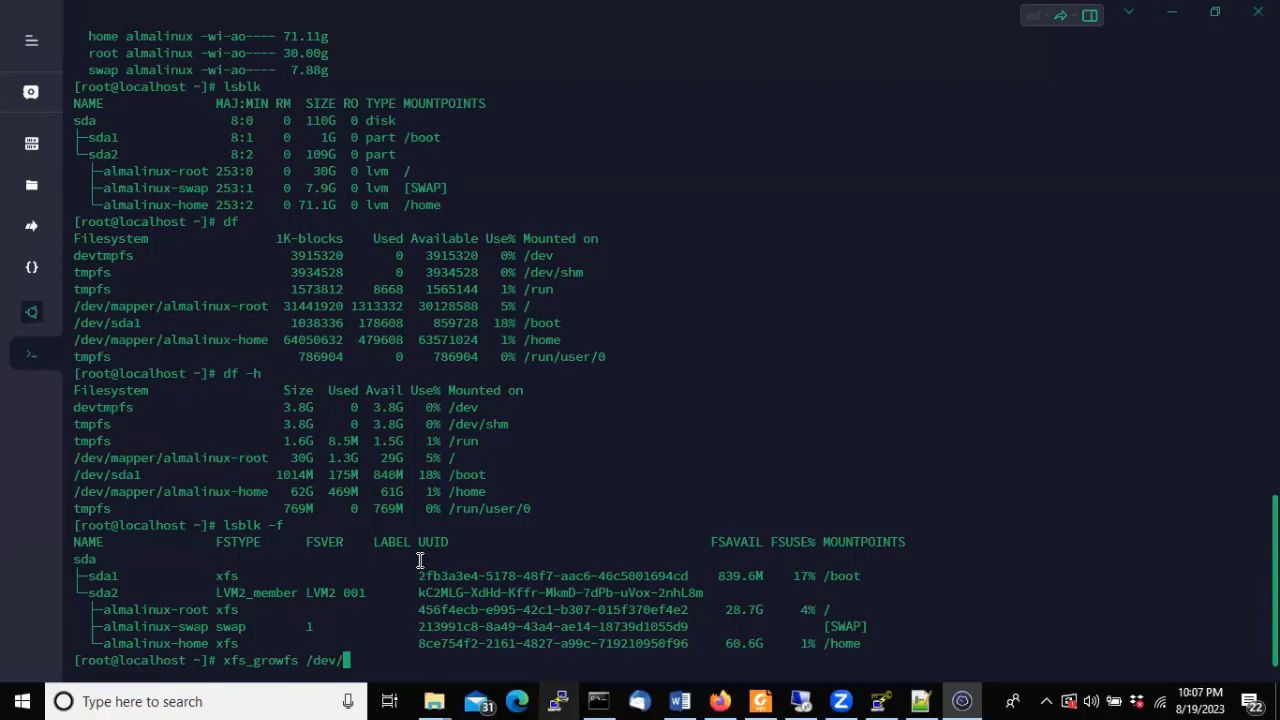 home almalinux -wi-ao---- 71.11g
root almalinux -wi-ao---- 30.00g
swap almalinux -wi-ao---- 7.88g
[root@localhost ~]# lsblk
NAME MAJ:MIN RM SIZE RO TYPE MOUNTPOINTS
sda 8:0 0 110G 0 disk
├─sda1 8:1 0 1G 0 part /boot
└─sda2 8:2 0 109G 0 part
├─almalinux-root 253:0 0 30G 0 lvm /
├─almalinux-swap 253:1 0 7.9G 0 lvm [SWAP]
└─almalinux-home 253:2 0 71.1G 0 lvm /home
[root@localhost ~]# df
Filesystem 1K-blocks Used Available Use% Mounted on
devtmpfs 3915320 0 3915320 0% /dev
tmpfs 3934528 0 3934528 0% /dev/shm
tmpfs 1573812 8668 1565144 1% /run
/dev/mapper/almalinux-root 31441920 1313332 30128588 5% /
/dev/sda1 1038336 178608 859728 18% /boot
/dev/mapper/almalinux-home 64050632 479608 63571024 1% /home
tmpfs 786904 0 786904 0% /run/user/0
[root@localhost ~]# df -h
Filesystem Size Used Avail Use% Mounted on
devtmpfs 3.8G 0 3.8G 0% /dev
tmpfs 3.8G 0 3.8G 0% /dev/shm
tmpfs 1.6G 8.5M 1.5G 1% /run
/dev/mapper/almalinux-root 30G 1.3G 29G 5% /
/dev/sda1 1014M 175M 840M 18% /boot
/dev/mapper/almalinux-home 62G 469M 61G 1% /home
tmpfs 769M 0 769M 0% /run/user/0
[root@localhost ~]# lsblk -f
NAME FSTYPE FSVER LABEL UUID FSAVAIL FSUSE% MOUNTPOINTS
sda
├─sda1 xfs 2fb3a3e4-5178-48f7-aac6-46c5001694cd 839.6M 17% /boot
└─sda2 LVM2_member LVM2 001 kC2MLG-XdHd-Kffr-MkmD-7dPb-uVox-2nhL8m
├─almalinux-root xfs 456f4ecb-e995-42c1-b307-015f370ef4e2 28.7G 4% /
├─almalinux-swap swap 1 213991c8-8a49-43a4-ae14-18739d1055d9 [SWAP]
└─almalinux-home xfs 8ce754f2-2161-4827-a99c-719210950f96 60.6G 1% /home
[root@localhost ~]# xfs_growfs /dev/
Type here to search
31
10:07 PM
8/19/2023
22